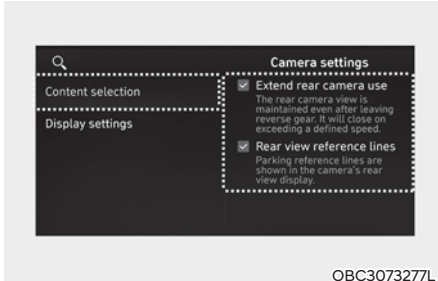 Camera settings
Content selection
Display settings
Extend rear camera use
The rear camera view is
maintained even after leaving
reverse gear. It will close on
exceeding a defined speed.
Rear view reference lines
Parking reference lines are
shown in the camera's rear
view display.
OBC3073277L